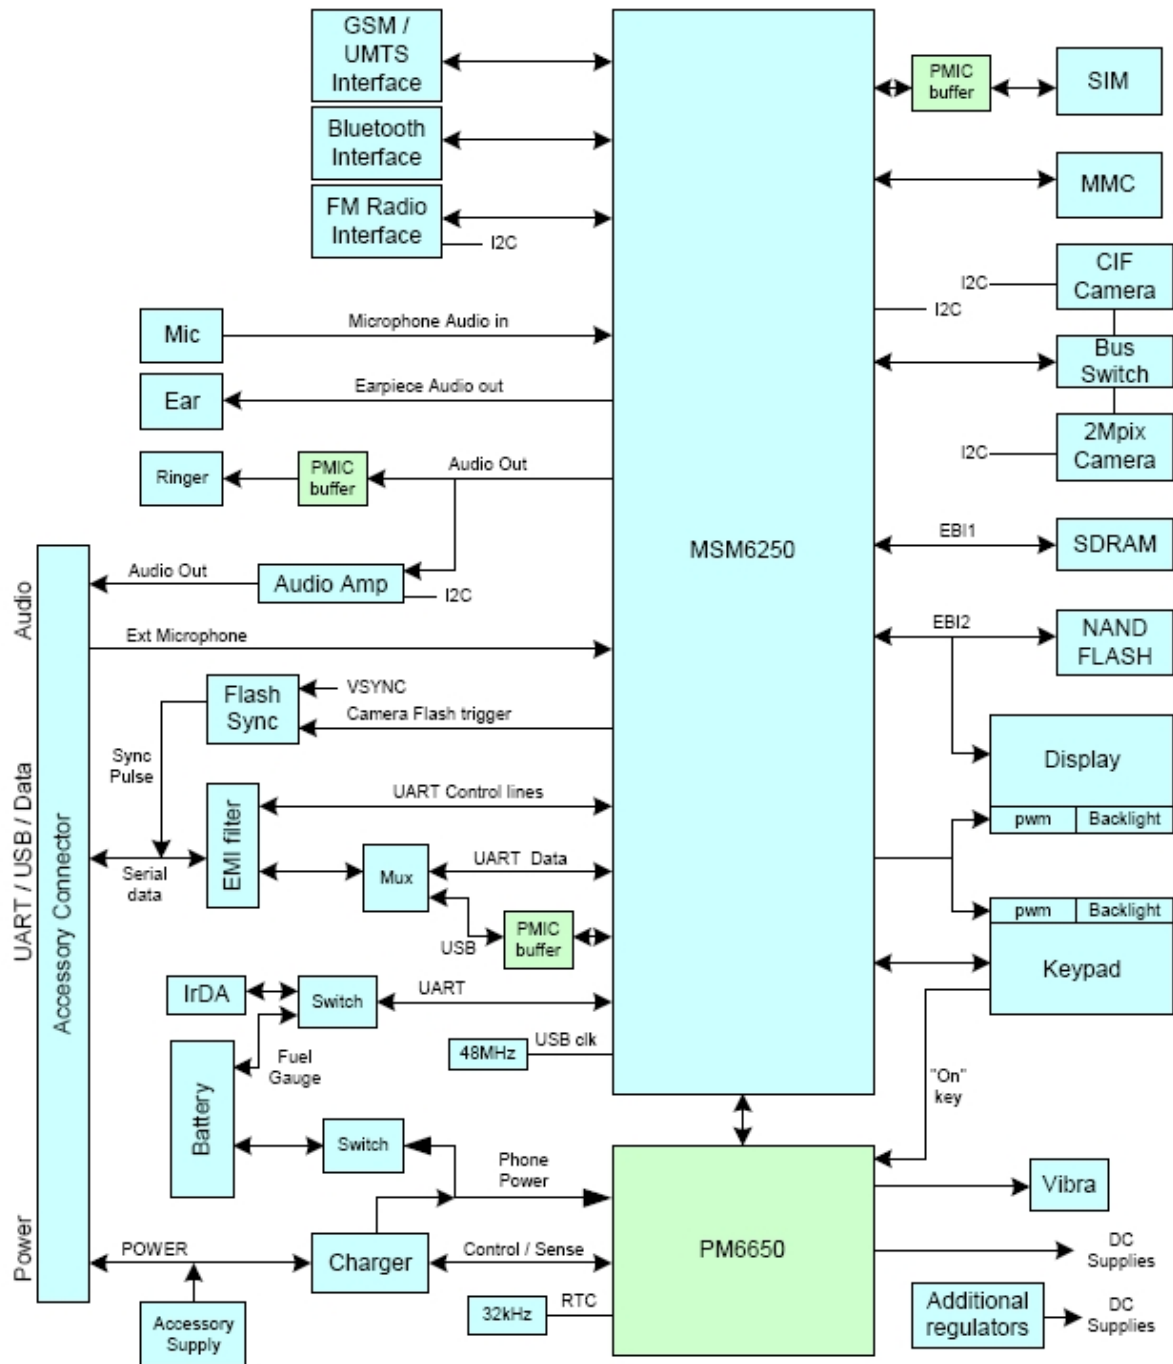 GSM /
UMTS
Interface
Bluetooth
Interface
FM Radio
Interface
I2C
PMIC
buffer
SIM
MMC
CIF
Camera
I2C
I2C
Bus
Switch
2Mpix
Camera
I2C
Mic
Microphone Audio in
Ear
Earpiece Audio out
Ringer
PMIC
buffer
Audio Out
MSM6250
EBI1
SDRAM
Audio Out
Audio Amp
I2C
Audio
Ext Microphone
EBI2
NAND
FLASH
Flash
Sync
VSYNC
Camera Flash trigger
Sync
Pulse
Display
pwm
Backlight
UART / USB / Data
Accessory Connector
EMI filter
UART Control lines
Serial
data
Mux
UART Data
USB
PMIC
buffer
pwm
Backlight
Keypad
IrDA
Switch
UART
48MHz
USB clk
Fuel
Gauge
Battery
"On"
key
Switch
Phone
Power
Vibra
Power
POWER
Charger
Control / Sense
PM6650
DC
Supplies
Accessory
Supply
32kHz
RTC
Additional
regulators
DC
Supplies